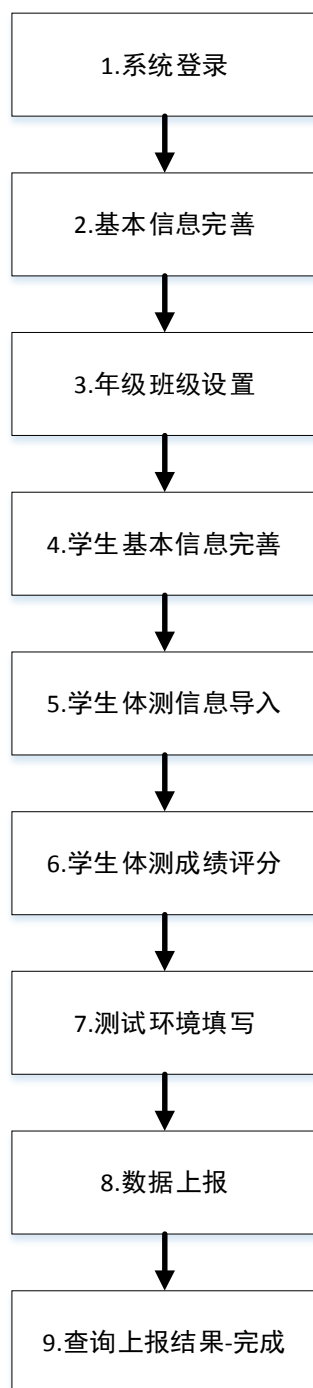 1.系统登录
2.基本信息完善
3.年级班级设置
4.学生基本信息完善
5.学生体测信息导入
6.学生体测成绩评分
7.测试环境填写
8.数据上报
9.查询上报结果-完成